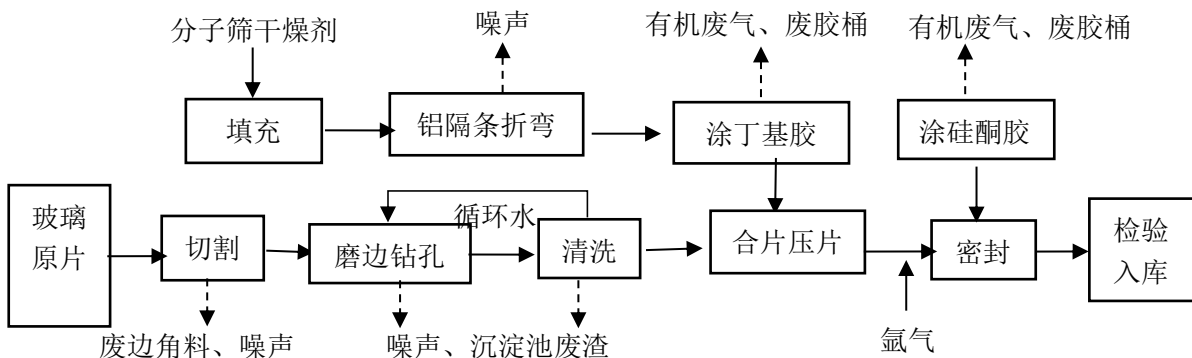 分子筛干燥剂
噪声
有机废气、废胶桶
有机废气、废胶桶
填充
铝隔条折弯
涂丁基胶
涂硅酮胶
玻璃
原片
切割
循环水
磨边钻孔
清洗
合片压片
密封
检验
入库
废边角料、噪声
噪声、沉淀池废渣
氩气